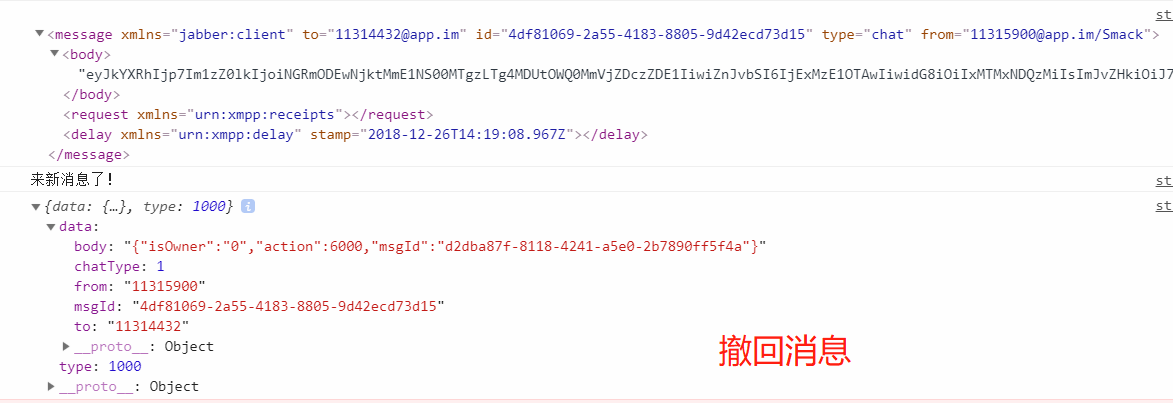 st
<message xmlns="jabber:client" to="11314432@app.im" id="4df81069-2a55-4183-8805-9d42ecd73d15" type="chat" from="11315900@app.im/Smack">
<body>
"eyJkYXRhIjp7Im1zZ0lkIjoiNGRmODEwNjktMmE1NS00MTgzLTg4MDUtOWQ0MmVjZDczZDE1IiwiZnJvbSI6IjExMzE1OTAwIiwidG8iOiIxMTMxNDQzMiIsImJvZHkiOiJ7
</body>
<request xmlns="urn:xmpp:receipts"></request>
<delay xmlns="urn:xmpp:delay" stamp="2018-12-26T14:19:08.967Z"></delay>
</message>
来新消息了! st
{data: {…}, type: 1000} i st
data:
body: "{"isOwner":"0","action":6000,"msgId":"d2dba87f-8118-4241-a5e0-2b7890ff5f4a"}"
chatType: 1
from: "11315900"
msgId: "4df81069-2a55-4183-8805-9d42ecd73d15"
to: "11314432"
__proto__: Object
撤回消息
type: 1000
__proto__: Object